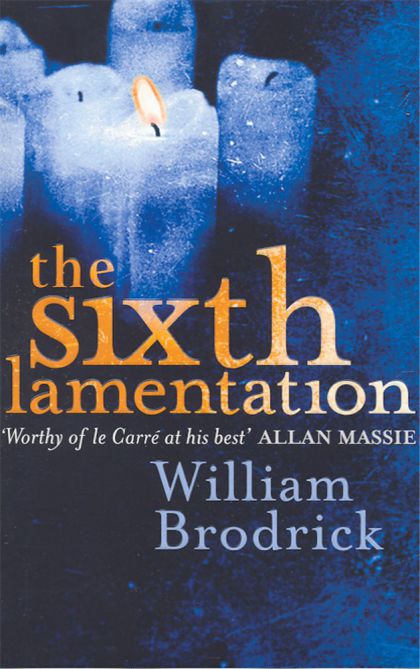 the
sixth
lamentation
‘Worthy of le Carré at his best’ ALLAN MASSIE
William
Brodrick